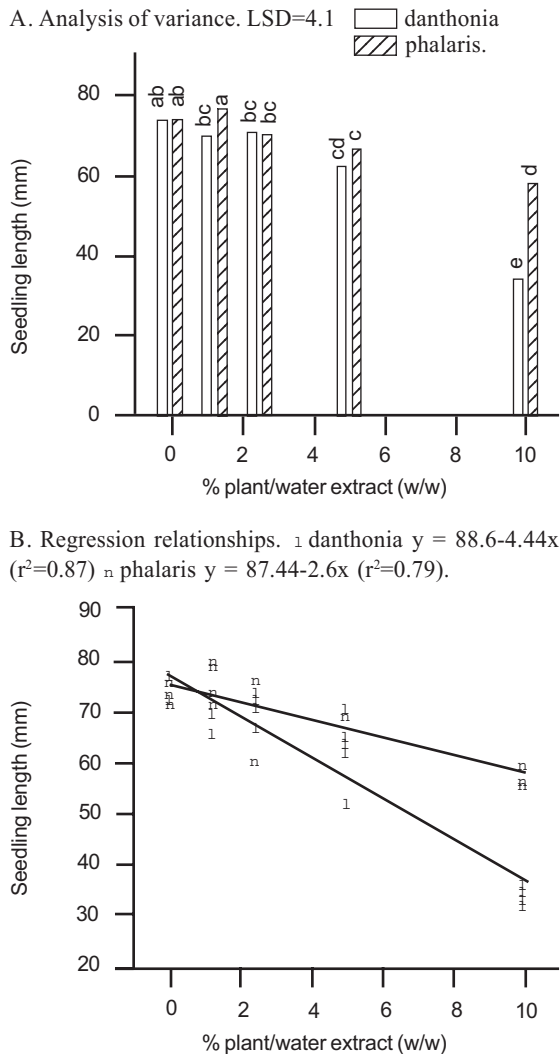 A. Analysis of variance. LSD=4.1
danthonia
phalaris.
Seedling length (mm)
80
60
40
20
0
ab ab bc a bc bc cd c e d
0 2 4 6 8 10
% plant/water extract (w/w)
B. Regression relationships. l danthonia y = 88.6-4.44x
(r²=0.87) n phalaris y = 87.44-2.6x (r²=0.79).
Seedling length (mm)
90
80
70
60
50
40
30
20
0 2 4 6 8 10
% plant/water extract (w/w)